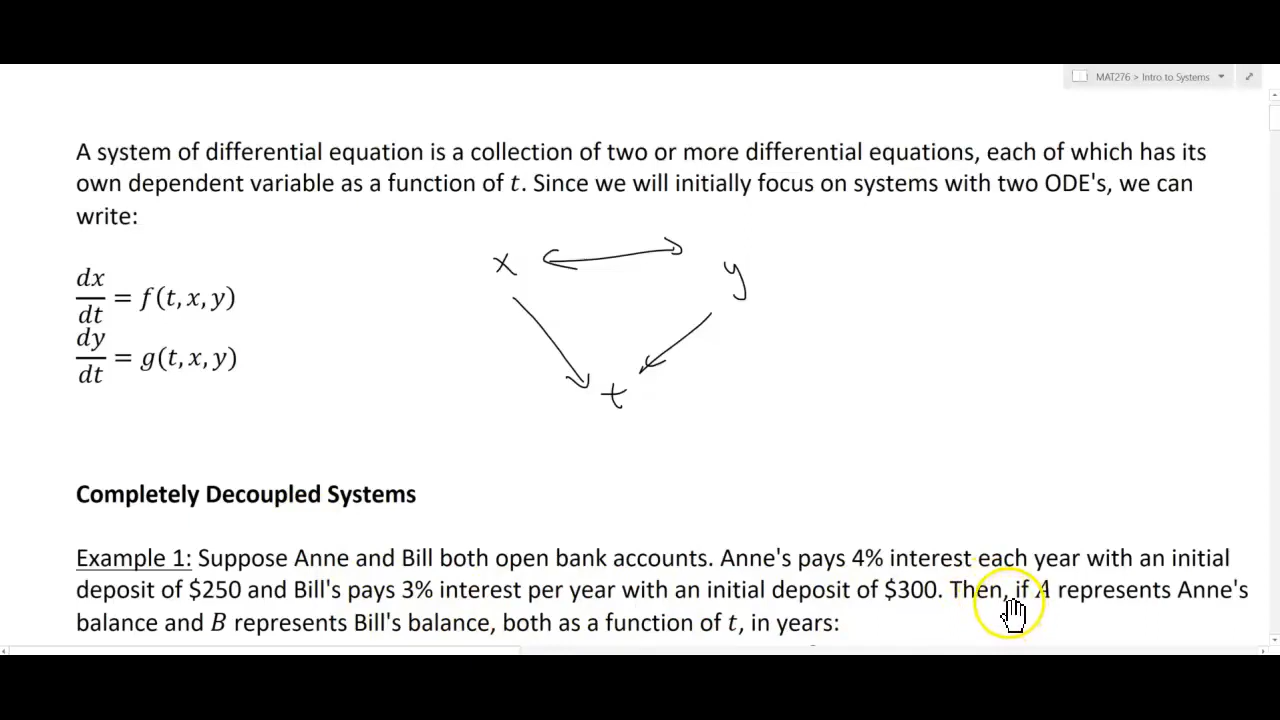 MAT276 > Intro to Systems
A system of differential equation is a collection of two or more differential equations, each of which has its
own dependent variable as a function of t. Since we will initially focus on systems with two ODE's, we can
write:
dx/dt = f(t, x, y)
dy/dt = g(t, x, y)
x y
t
Completely Decoupled Systems
Example 1: Suppose Anne and Bill both open bank accounts. Anne's pays 4% interest each year with an initial
deposit of $250 and Bill's pays 3% interest per year with an initial deposit of $300. Then, if A represents Anne's
balance and B represents Bill's balance, both as a function of t, in years: